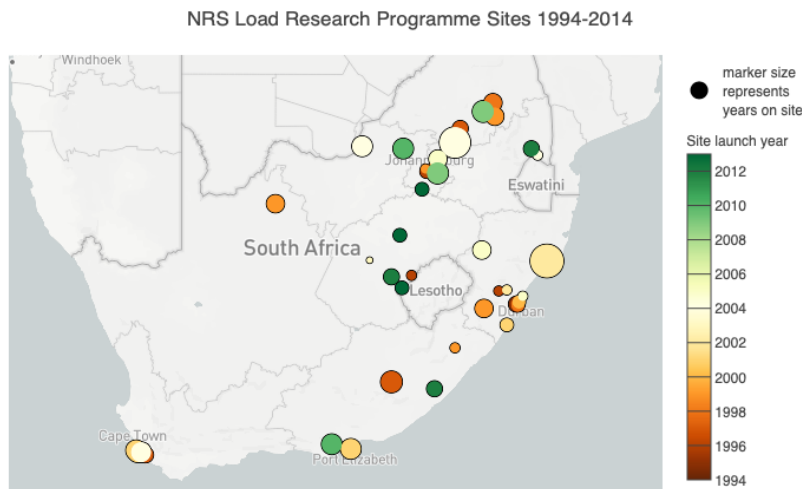 NRS Load Research Programme Sites 1994-2014
Windhoek
marker size
represents
years on site
Site launch year
2012
2010
2008
2006
2004
2002
2000
1998
1996
1994
Eswatini
South Africa
Lesotho
Durban
Cape Town
Port Elizabeth